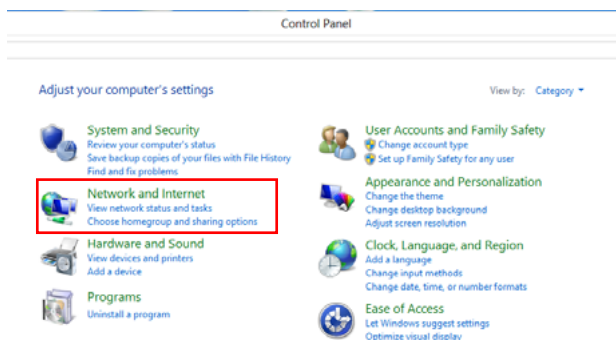 Control Panel
Adjust your computer's settings
View by: Category
System and Security
Review your computer's status
Save backup copies of your files with File History
Find and fix problems
Network and Internet
View network status and tasks
Choose homegroup and sharing options
Hardware and Sound
View devices and printers
Add a device
Programs
Uninstall a program
User Accounts and Family Safety
Change account type
Set up Family Safety for any user
Appearance and Personalization
Change the theme
Change desktop background
Adjust screen resolution
Clock, Language, and Region
Add a language
Change input methods
Change date, time, or number formats
Ease of Access
Let Windows suggest settings
Optimize visual display